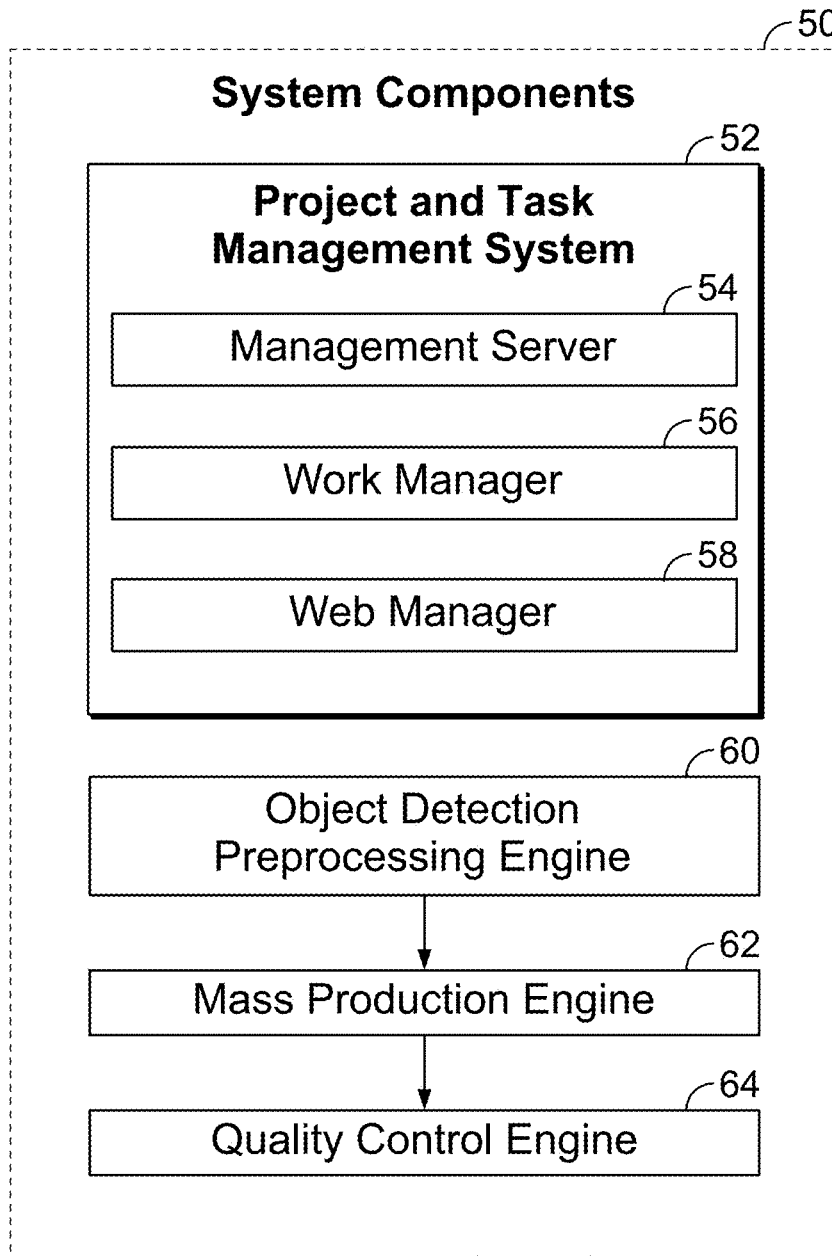 50
System Components
52
Project and Task
Management System
54
Management Server
56
Work Manager
58
Web Manager
60
Object Detection
Preprocessing Engine
62
Mass Production Engine
64
Quality Control Engine